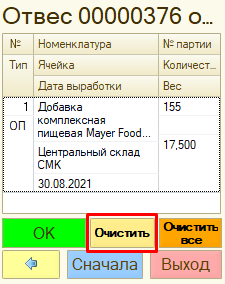 Отвес 00000376 о...
№ Номенклатура № партии
Тип Ячейка Количест...
Дата выработки Вес
1 Добавка 155
ОП комплексная
пищевая Mayer Food...
17,500
Центральный склад
СМК
30.08.2021
OK Очистить Очистить
все
Сначала Выход